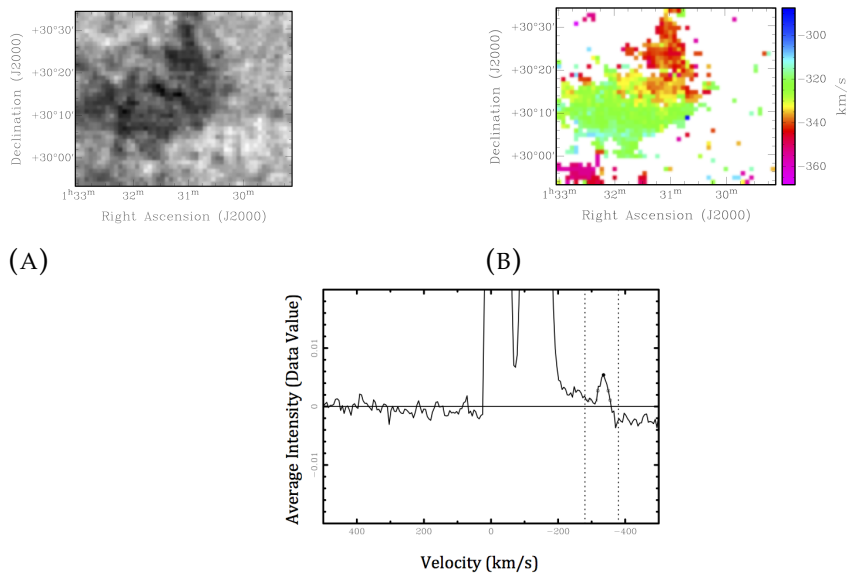 +30°30'
+30°20'
+30°10'
+30°00'
Declination (J2000)
1ʰ33ᵐ 32ᵐ 31ᵐ 30ᵐ
Right Ascension (J2000)
(A)
+30°30'
+30°20'
+30°10'
+30°00'
Declination (J2000)
1ʰ33ᵐ 32ᵐ 31ᵐ 30ᵐ
Right Ascension (J2000)
−300
−320
−340
−360
km/s
(B)
Average Intensity (Data Value)
0.01
0
−0.01
400 200 0 −200 −400
Velocity (km/s)